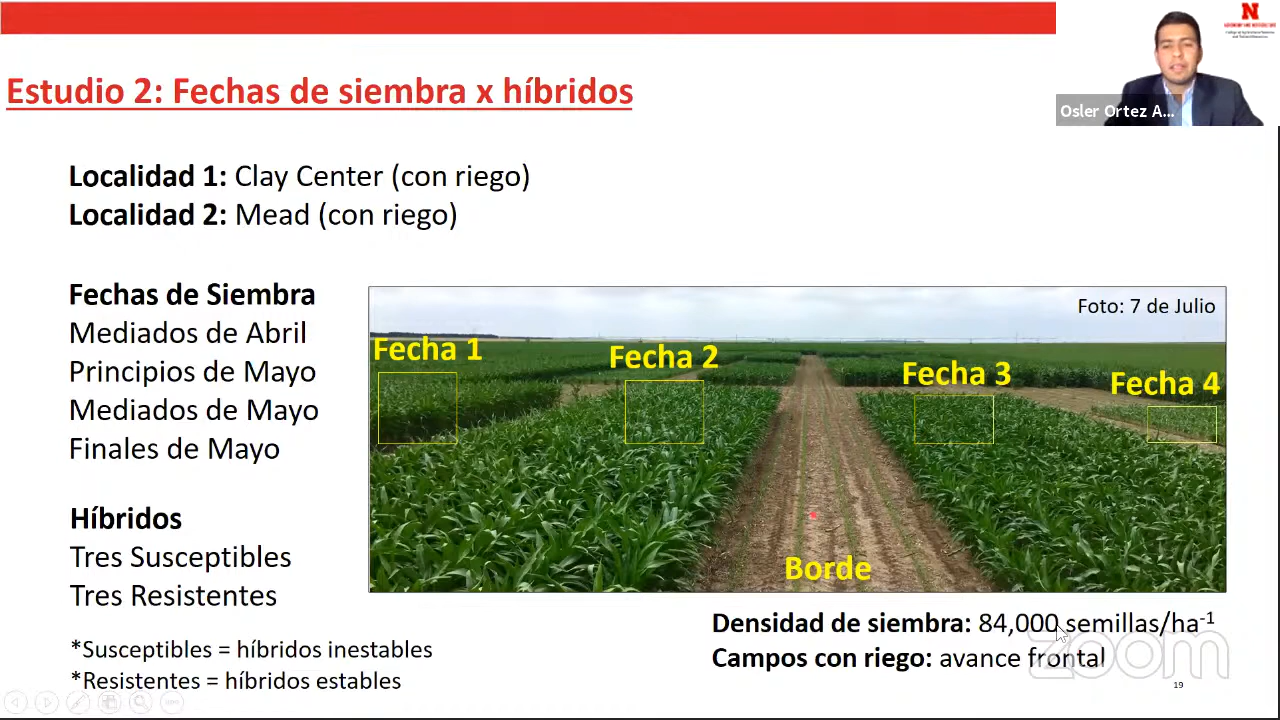 N
Osler Ortez A...
Estudio 2: Fechas de siembra x híbridos
Localidad 1: Clay Center (con riego)
Localidad 2: Mead (con riego)
Fechas de Siembra
Mediados de Abril
Principios de Mayo
Mediados de Mayo
Finales de Mayo
Híbridos
Tres Susceptibles
Tres Resistentes
*Susceptibles = híbridos inestables
*Resistentes = híbridos estables
Foto: 7 de Julio
Fecha 1
Fecha 2
Fecha 3
Fecha 4
Borde
Densidad de siembra: 84,000 semillas/ha-1
Campos con riego: avance frontal
zoom
19